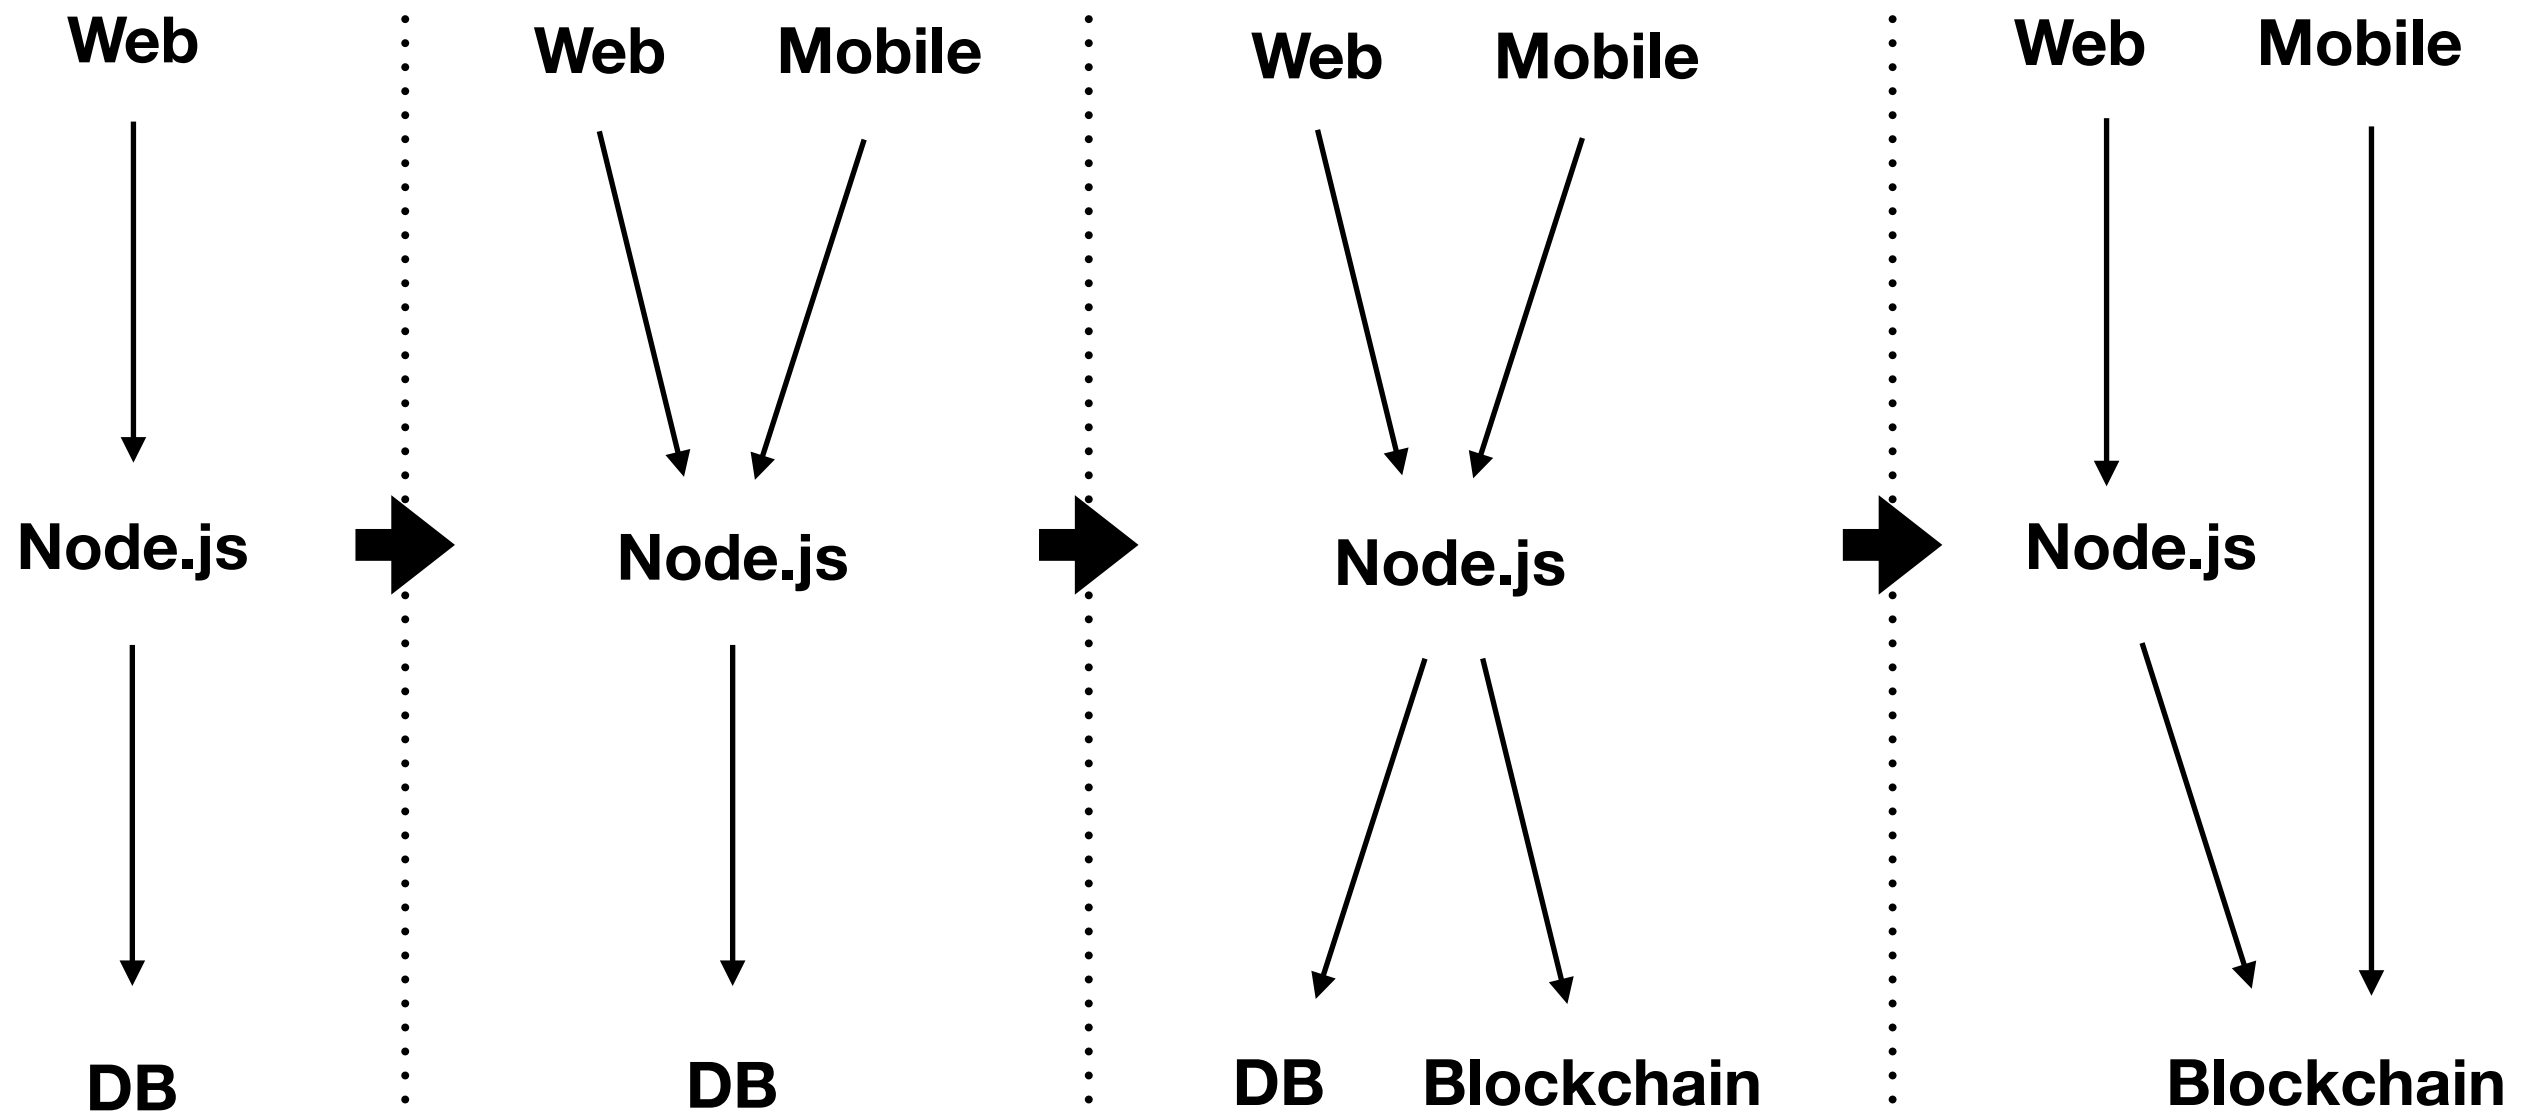 Web
Node.js
DB
Web Mobile
Node.js
DB
Web Mobile
Node.js
DB Blockchain
Web Mobile
Node.js
Blockchain